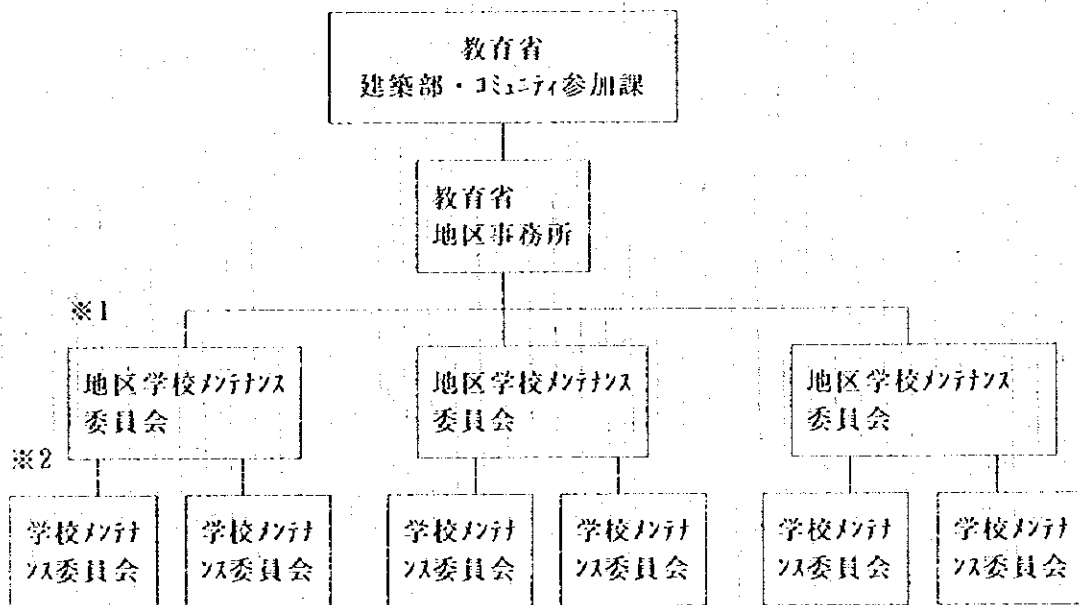 教育省
建築部・ｺﾐｭﾆﾃｨ参加課
教育省
地区事務所
※1
地区学校ﾒﾝﾃﾅﾝｽ
委員会
地区学校ﾒﾝﾃﾅﾝｽ
委員会
地区学校ﾒﾝﾃﾅﾝｽ
委員会
※2
学校ﾒﾝﾃﾅ
ﾝｽ委員会
学校ﾒﾝﾃﾅ
ﾝｽ委員会
学校ﾒﾝﾃﾅ
ﾝｽ委員会
学校ﾒﾝﾃﾅ
ﾝｽ委員会
学校ﾒﾝﾃﾅ
ﾝｽ委員会
学校ﾒﾝﾃﾅ
ﾝｽ委員会